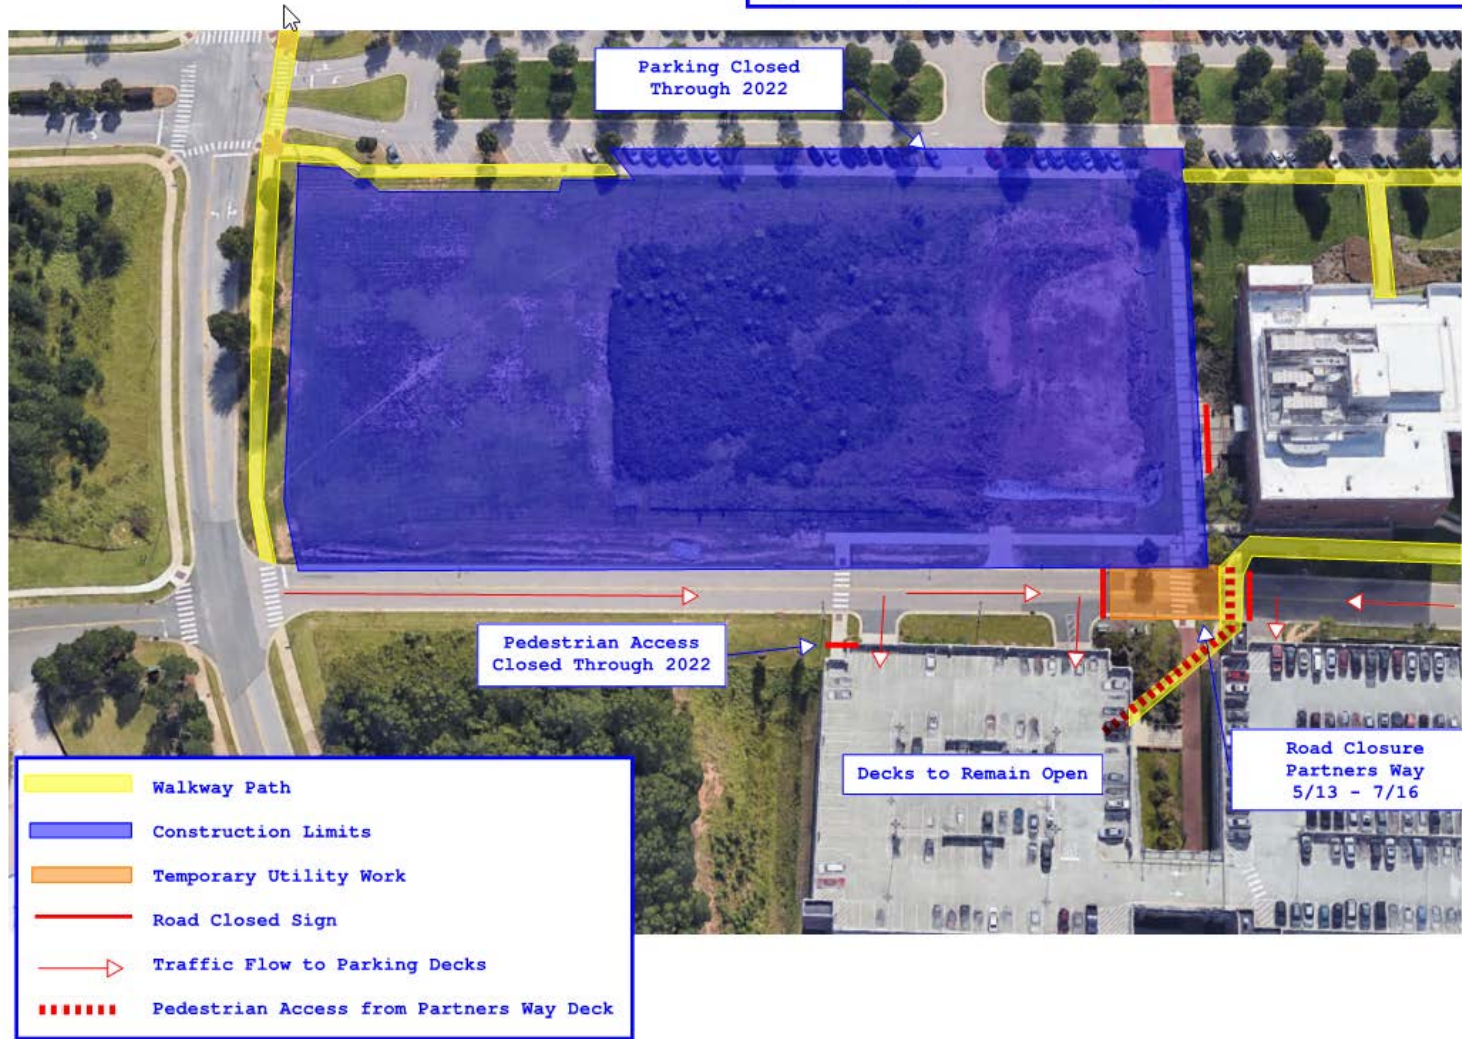 Parking Closed
Through 2022
Pedestrian Access
Closed Through 2022
Decks to Remain Open
Road Closure
Partners Way
5/13 - 7/16
Walkway Path
Construction Limits
Temporary Utility Work
Road Closed Sign
Traffic Flow to Parking Decks
Pedestrian Access from Partners Way Deck